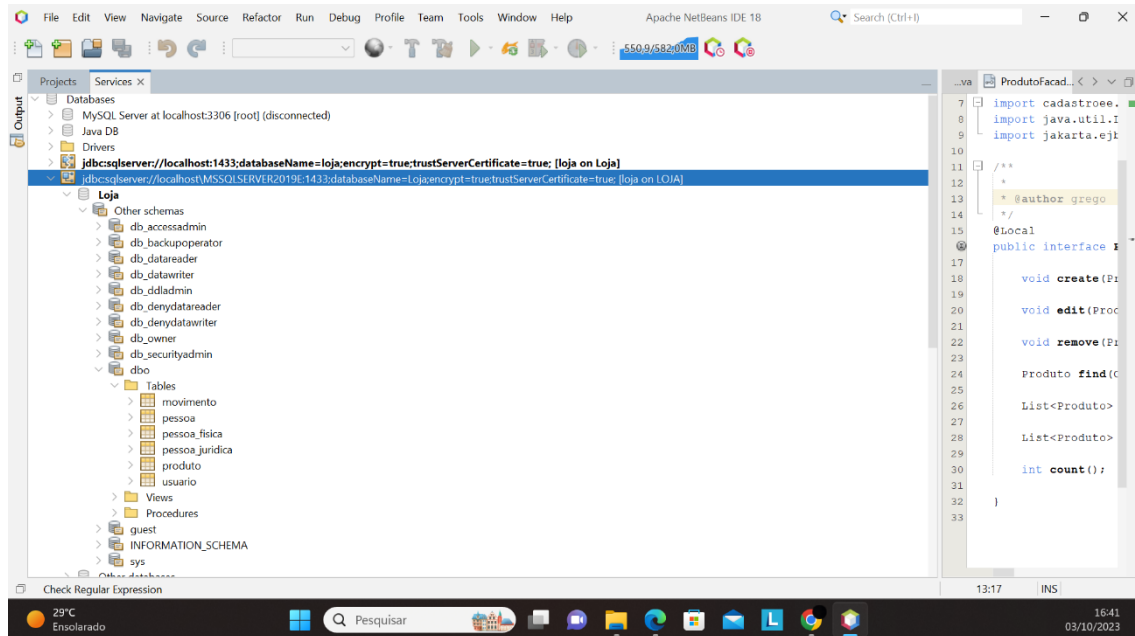 File Edit View Navigate Source Refactor Run Debug Profile Team Tools Window Help Apache NetBeans IDE 18 Search (Ctrl+I)
550.9/582,0MB
Projects Services
...va ProdutoFacad...
Output
Databases
MySQL Server at localhost:3306 [root] (disconnected)
Java DB
Drivers
jdbc:sqlserver://localhost:1433;databaseName=loja;encrypt=true;trustServerCertificate=true; [loja on Loja]
jdbc:sqlserver://localhost\MSSQLSERVER2019E:1433;databaseName=Loja;encrypt=true;trustServerCertificate=true; [loja on LOJA]
Loja
Other schemas
db_accessadmin
db_backupoperator
db_datareader
db_datawriter
db_ddladmin
db_denydatareader
db_denydatawriter
db_owner
db_securityadmin
dbo
Tables
movimento
pessoa
pessoa_fisica
pessoa_juridica
produto
usuario
Views
Procedures
guest
INFORMATION_SCHEMA
sys
Other databases
7 import cadastroee.
8 import java.util.
9 import jakarta.ejb
10
11 /**
12 *
13 * @author grego
14 */
15 @Local
public interface
17
18 void create(
19
20 void edit(
21
22 void remove(
23
24 Produto find(
25
26 List<Produto>
27
28 List<Produto>
29
30 int count();
31
32 }
33
Check Regular Expression 13:17 INS
29°C
Ensolarado
Pesquisar
16:41
03/10/2023